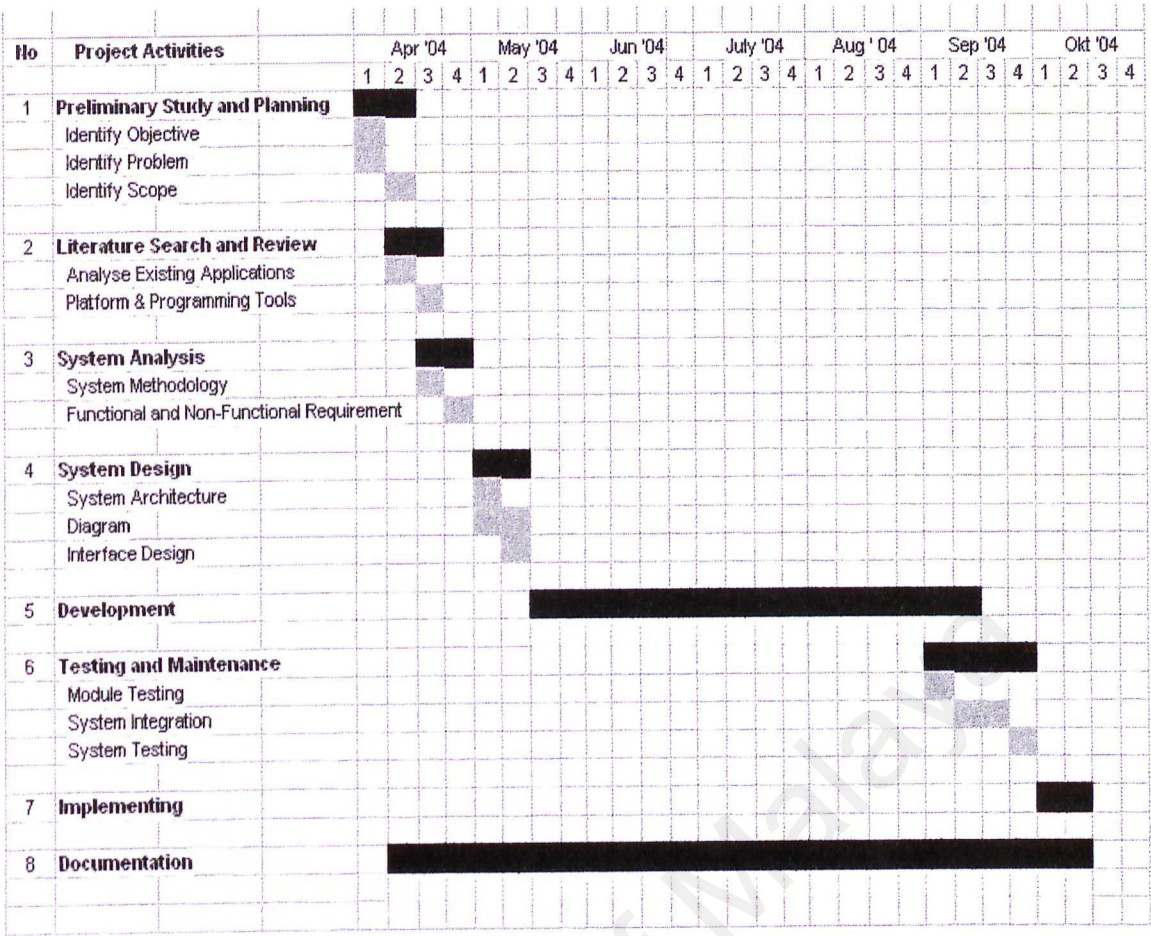 No Project Activities Apr '04 May '04 Jun '04 July '04 Aug ' 04 Sep '04 Okt '04
1 2 3 4 1 2 3 4 1 2 3 4 1 2 3 4 1 2 3 4 1 2 3 4 1 2 3 4
1 Preliminary Study and Planning
Identify Objective
Identify Problem
Identify Scope
2 Literature Search and Review
Analyse Existing Applications
Platform & Programming Tools
3 System Analysis
System Methodology
Functional and Non-Functional Requirement
4 System Design
System Architecture
Diagram
Interface Design
5 Development
6 Testing and Maintenance
Module Testing
System Integration
System Testing
7 Implementing
8 Documentation
of Malaya